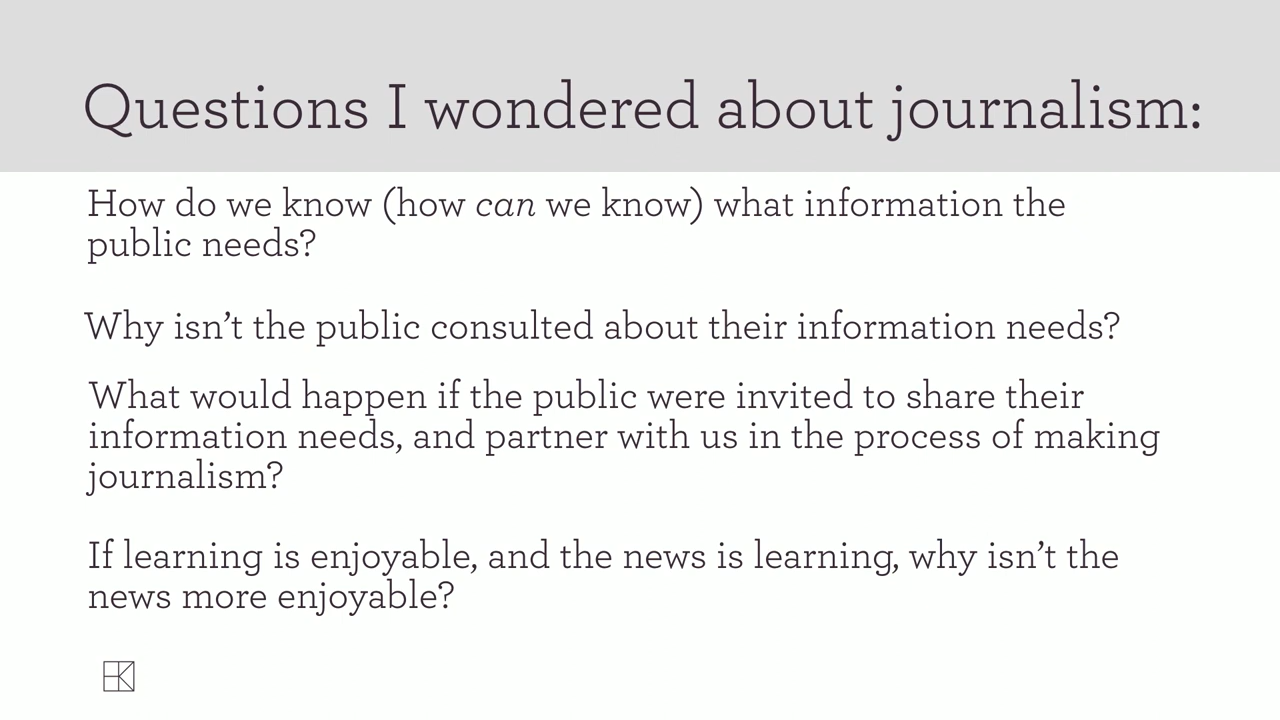 Questions I wondered about journalism:
How do we know (how can we know) what information the
public needs?
Why isn’t the public consulted about their information needs?
What would happen if the public were invited to share their
information needs, and partner with us in the process of making
journalism?
If learning is enjoyable, and the news is learning, why isn’t the
news more enjoyable?